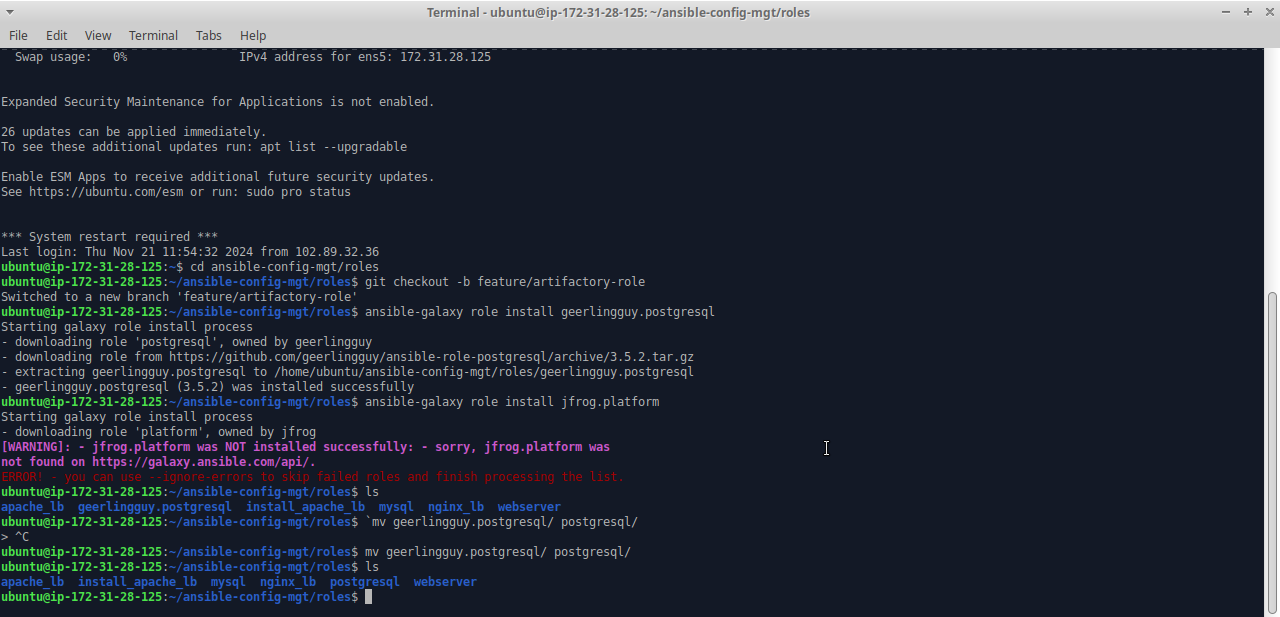 Terminal - ubuntu@ip-172-31-28-125: ~/ansible-config-mgt/roles
File Edit View Terminal Tabs Help
Swap usage:   0%                IPv4 address for ens5: 172.31.28.125
Expanded Security Maintenance for Applications is not enabled.
26 updates can be applied immediately.
To see these additional updates run: apt list --upgradable
Enable ESM Apps to receive additional future security updates.
See https://ubuntu.com/esm or run: sudo pro status
*** System restart required ***
Last login: Thu Nov 21 11:54:32 2024 from 102.89.32.36
ubuntu@ip-172-31-28-125:~$ cd ansible-config-mgt/roles
ubuntu@ip-172-31-28-125:~/ansible-config-mgt/roles$ git checkout -b feature/artifactory-role
Switched to a new branch 'feature/artifactory-role'
ubuntu@ip-172-31-28-125:~/ansible-config-mgt/roles$ ansible-galaxy role install geerlingguy.postgresql
Starting galaxy role install process
- downloading role 'postgresql', owned by geerlingguy
- downloading role from https://github.com/geerlingguy/ansible-role-postgresql/archive/3.5.2.tar.gz
- extracting geerlingguy.postgresql to /home/ubuntu/ansible-config-mgt/roles/geerlingguy.postgresql
- geerlingguy.postgresql (3.5.2) was installed successfully
ubuntu@ip-172-31-28-125:~/ansible-config-mgt/roles$ ansible-galaxy role install jfrog.platform
Starting galaxy role install process
- downloading role 'platform', owned by jfrog
[WARNING]: - jfrog.platform was NOT installed successfully: - sorry, jfrog.platform was
not found on https://galaxy.ansible.com/api/.
ERROR! - you can use --ignore-errors to skip failed roles and finish processing the list.
ubuntu@ip-172-31-28-125:~/ansible-config-mgt/roles$ ls
apache_lb  geerlingguy.postgresql  install_apache_lb  mysql  nginx_lb  webserver
ubuntu@ip-172-31-28-125:~/ansible-config-mgt/roles$ `mv geerlingguy.postgresql/ postgresql/
> ^C
ubuntu@ip-172-31-28-125:~/ansible-config-mgt/roles$ mv geerlingguy.postgresql/ postgresql/
ubuntu@ip-172-31-28-125:~/ansible-config-mgt/roles$ ls
apache_lb  install_apache_lb  mysql  nginx_lb  postgresql  webserver
ubuntu@ip-172-31-28-125:~/ansible-config-mgt/roles$